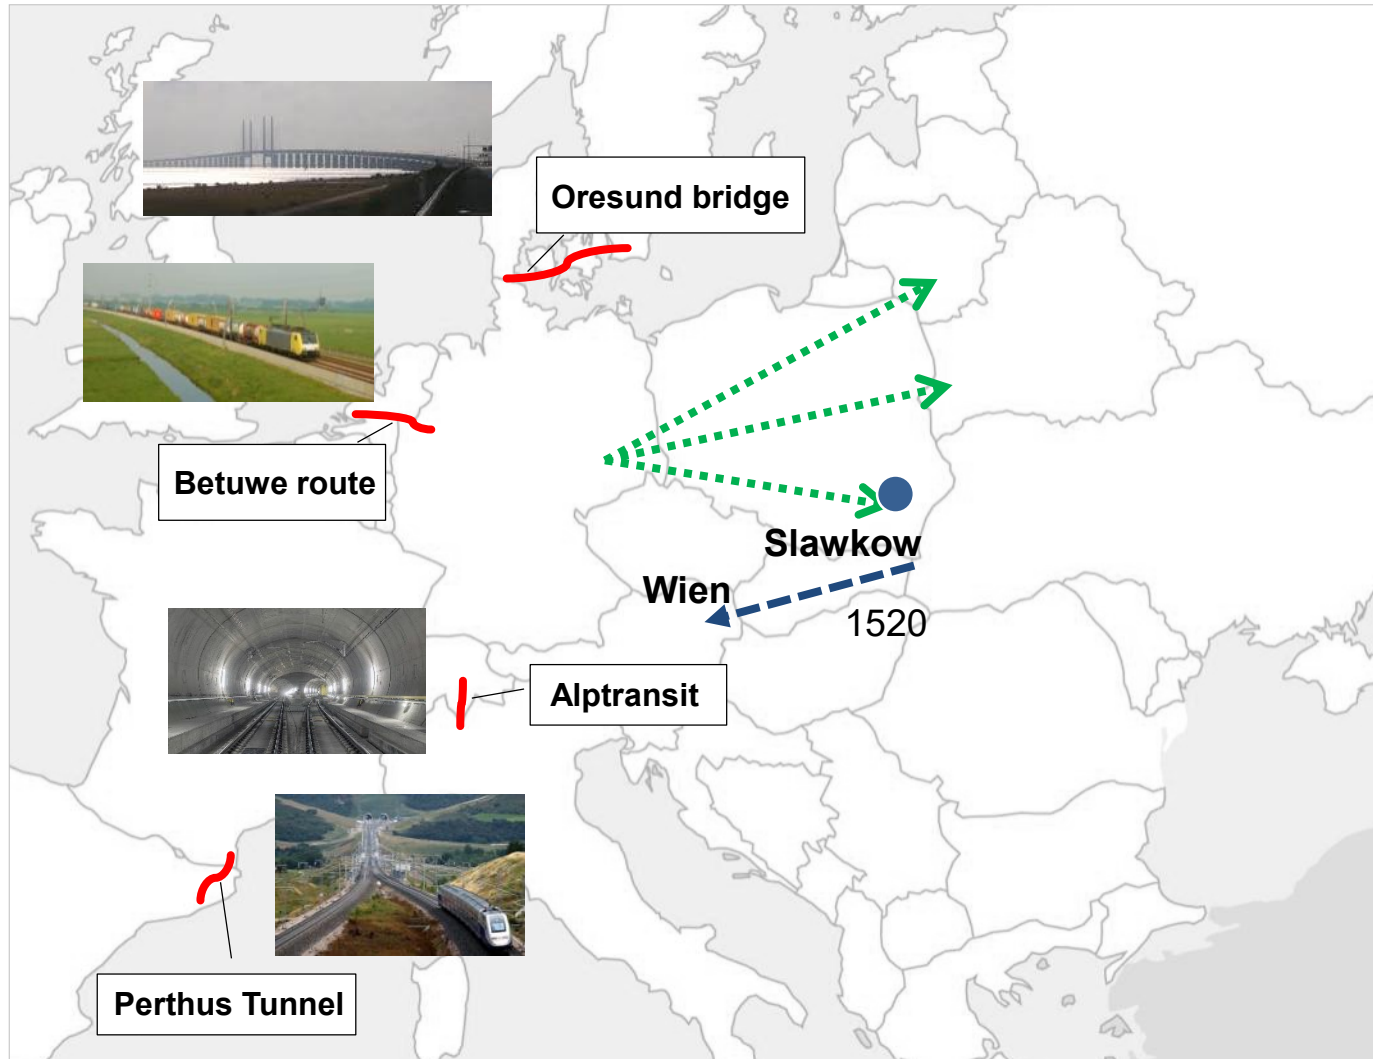 Oresund bridge
Betuwe route
Slawkow
Wien
1520
Alptransit
Perthus Tunnel